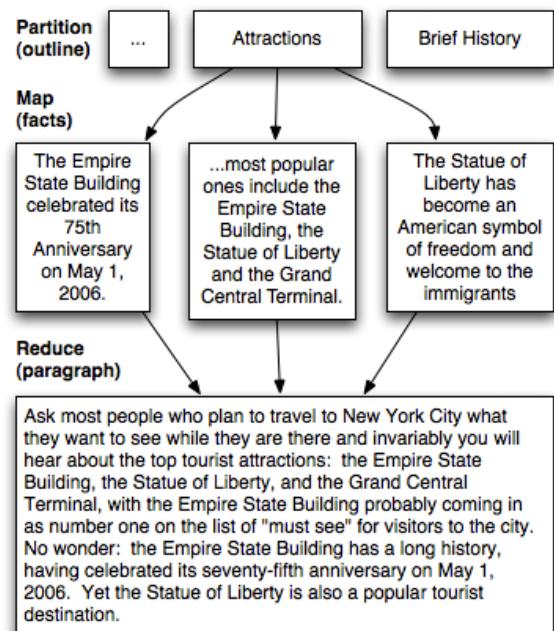 Partition
(outline)
...
Attractions
Brief History
Map
(facts)
The Empire
State Building
celebrated its
75th
Anniversary
on May 1,
2006.
...most popular
ones include the
Empire State
Building, the
Statue of Liberty
and the Grand
Central Terminal.
The Statue of
Liberty has
become an
American symbol
of freedom and
welcome to the
immigrants
Reduce
(paragraph)
Ask most people who plan to travel to New York City what
they want to see while they are there and invariably you will
hear about the top tourist attractions:  the Empire State
Building, the Statue of Liberty, and the Grand Central
Terminal, with the Empire State Building probably coming in
as number one on the list of "must see" for visitors to the city.
No wonder:  the Empire State Building has a long history,
having celebrated its seventy-fifth anniversary on May 1,
2006.  Yet the Statue of Liberty is also a popular tourist
destination.